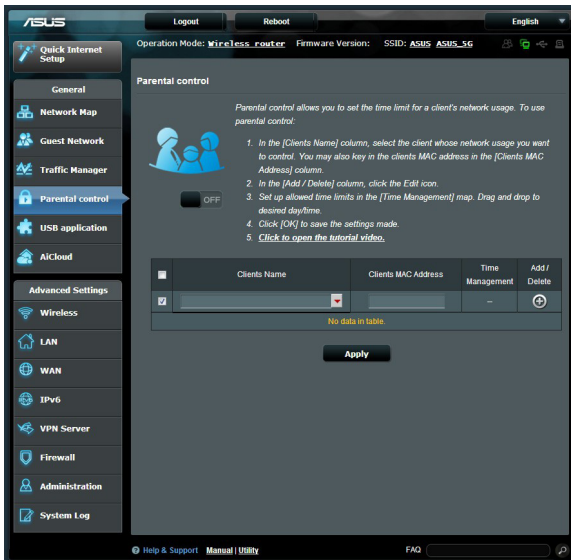 ASUS
Logout
Reboot
English
Quick Internet
Setup
Operation Mode: Wireless router Firmware Version: SSID: ASUS ASUS_5G
General
Network Map
Guest Network
Traffic Manager
Parental control
USB application
AiCloud
Advanced Settings
Wireless
LAN
WAN
IPv6
VPN Server
Firewall
Administration
System Log
Parental control
Parental control allows you to set the time limit for a client's network usage. To use
parental control:
1. In the [Clients Name] column, select the client whose network usage you want
to control. You may also key in the clients MAC address in the [Clients MAC
Address] column.
2. In the [Add / Delete] column, click the Edit icon.
3. Set up allowed time limits in the [Time Management] map. Drag and drop to
desired day/time.
4. Click [OK] to save the settings made.
5. Click to open the tutorial video.
OFF
Clients Name
Clients MAC Address
Time
Management
Add /
Delete
--
No data in table.
Apply
Help & Support Manual | Utility
FAQ